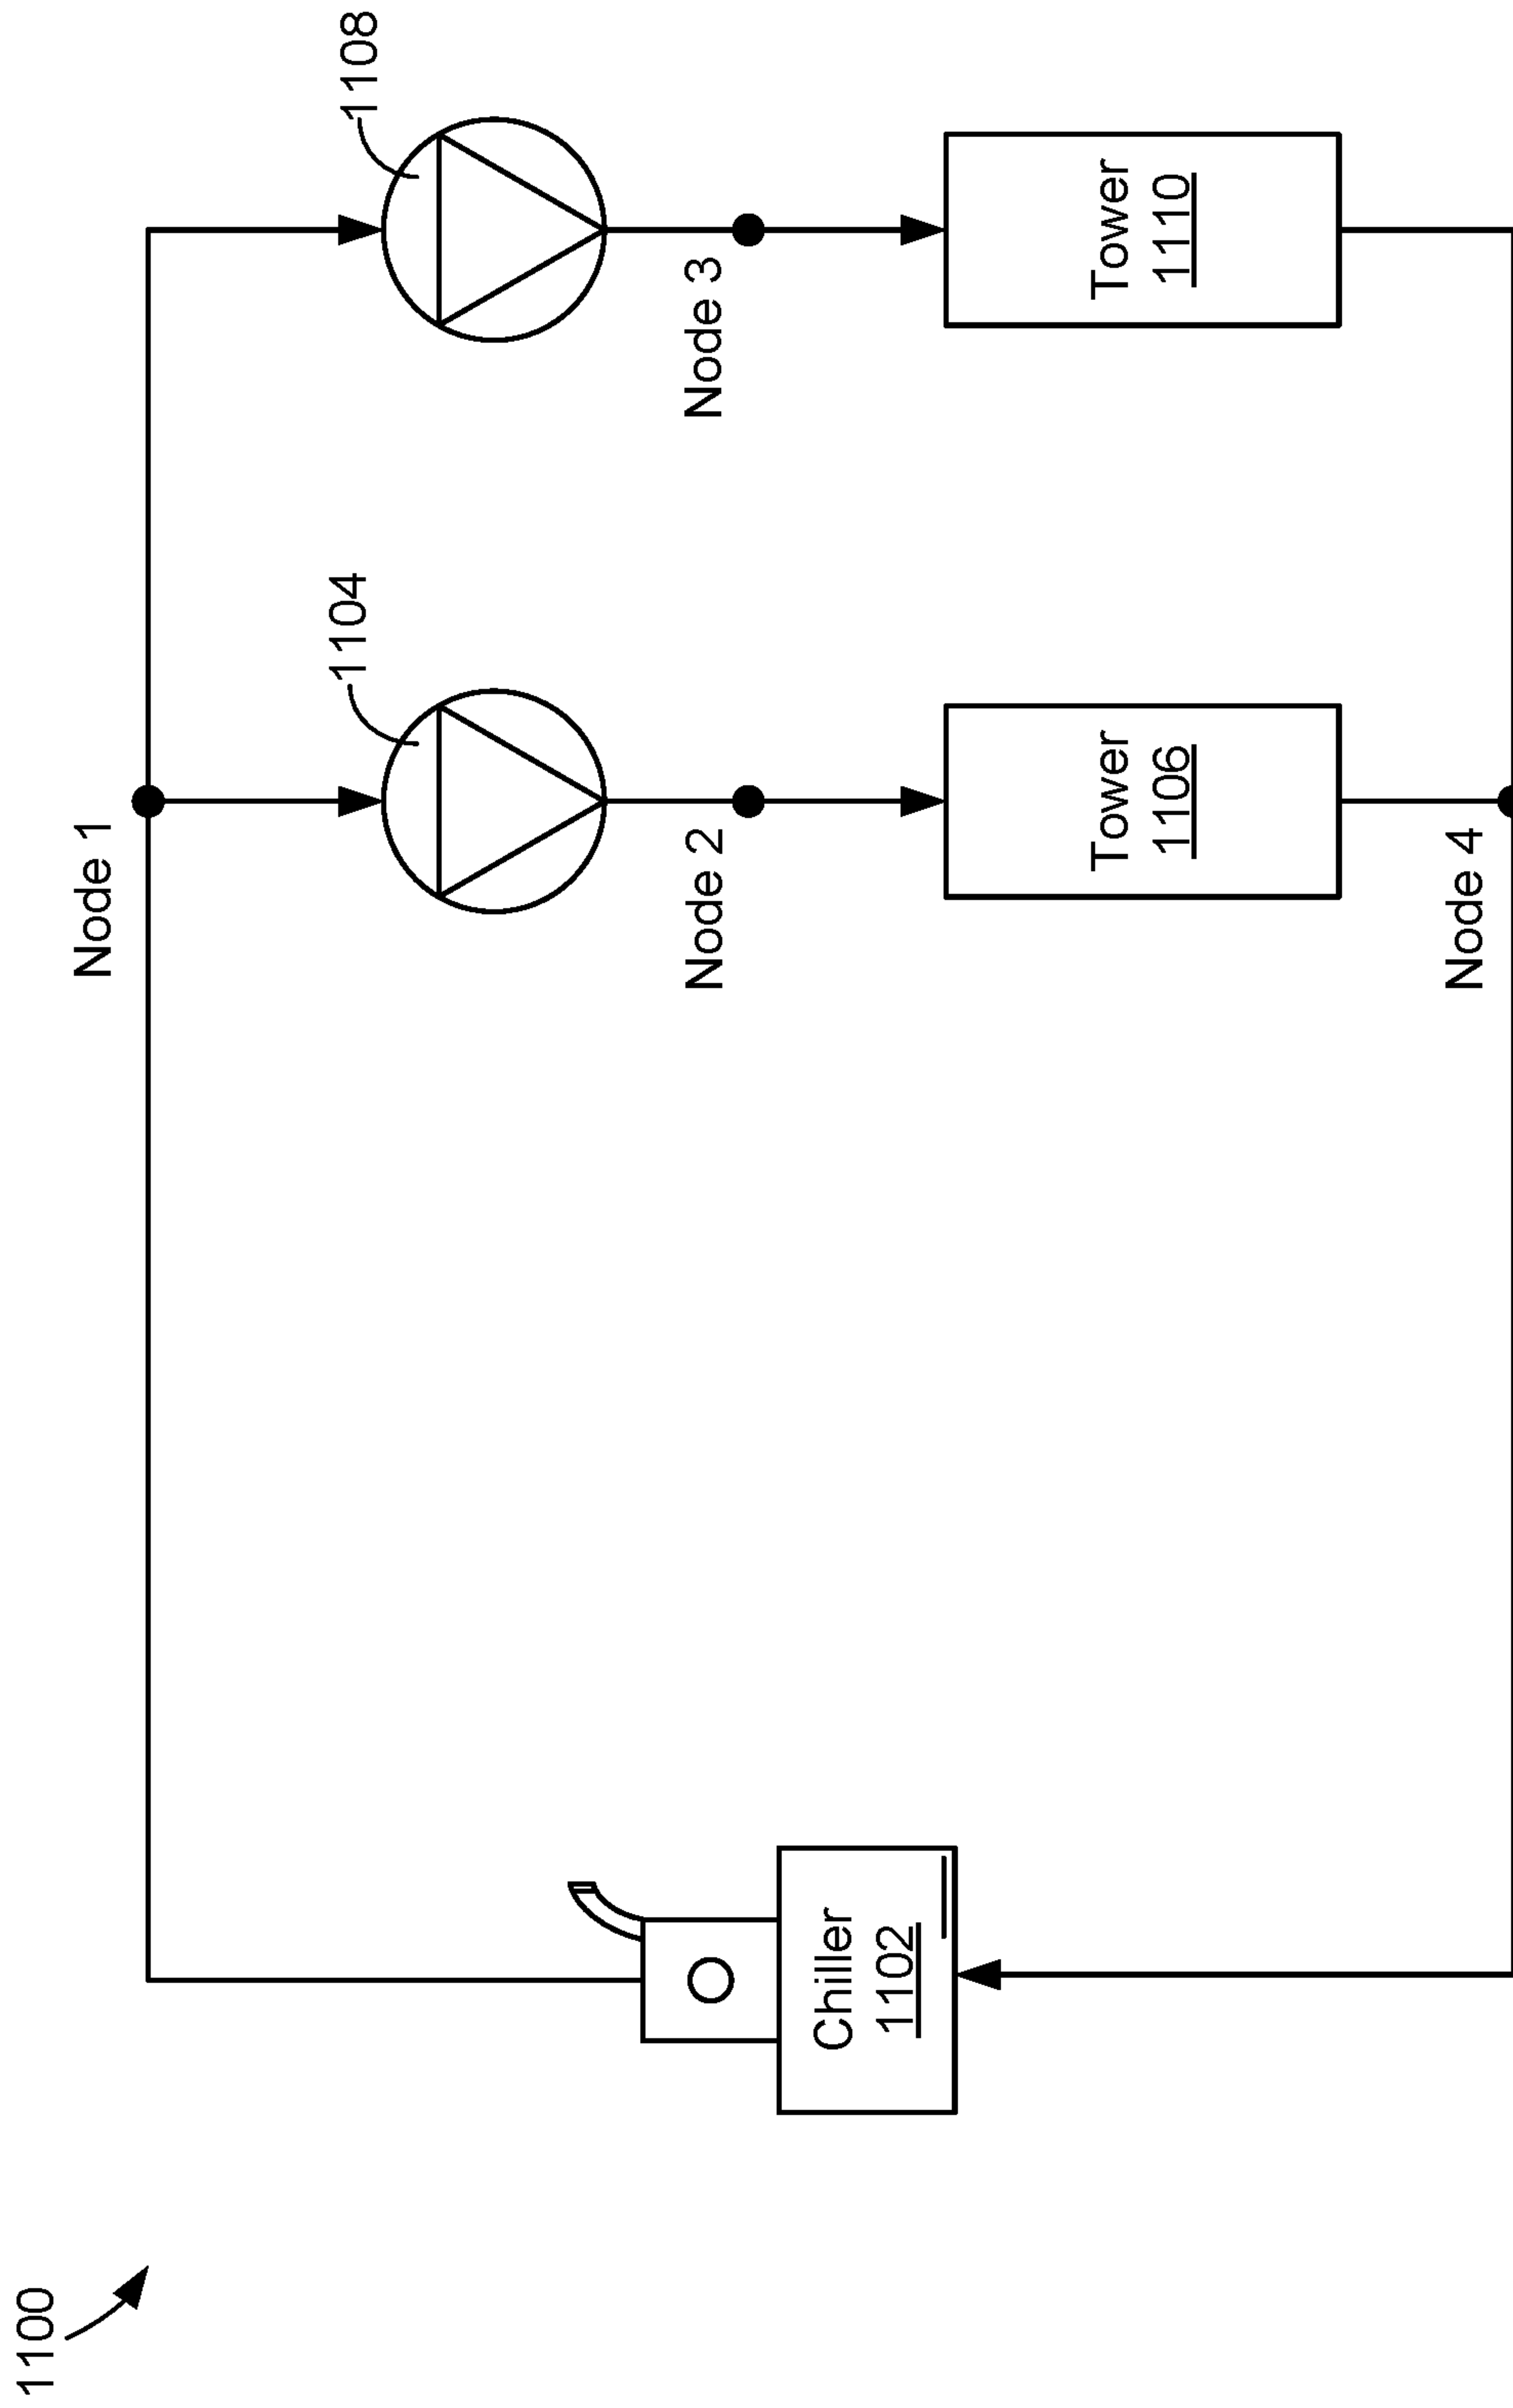 1100
Node 1
1104
1108
Node 2
Node 3
Chiller
1102
Tower
1106
Tower
1110
Node 4